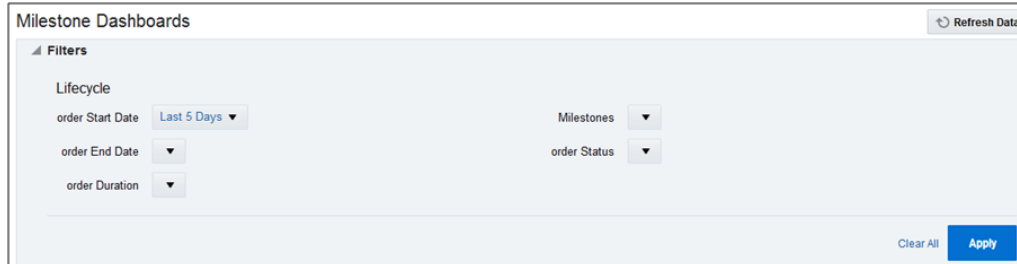 Milestone Dashboards
Refresh Data
Filters
Lifecycle
order Start Date Last 5 Days Milestones
order End Date order Status
order Duration
Clear All Apply